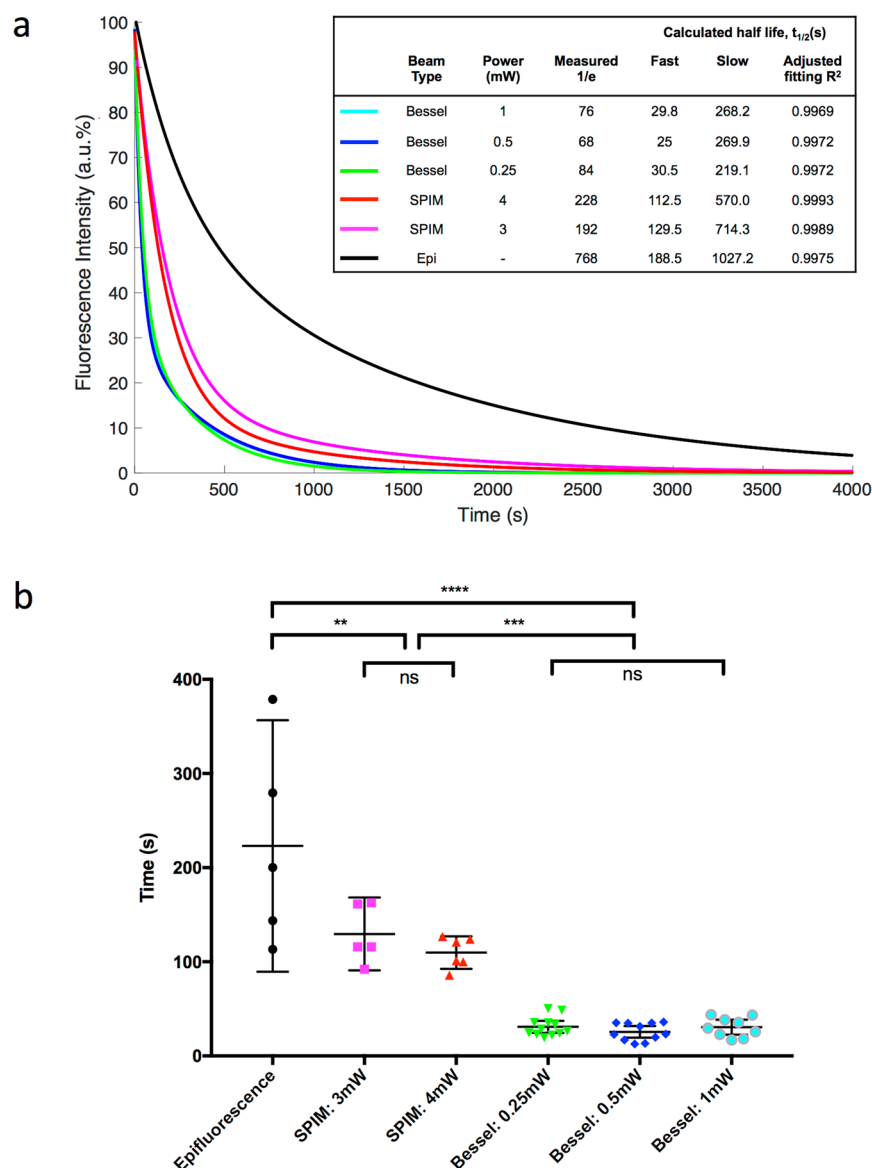 a
Fluorescence Intensity (a.u.%)
100
90
80
70
60
50
40
30
20
10
0
0 500 1000 1500 2000 2500 3000 3500 4000
Time (s)
Calculated half life, t1/2(s)
Beam Type Power (mW) Measured 1/e Fast Slow Adjusted fitting R²
Bessel 1 76 29.8 268.2 0.9969
Bessel 0.5 68 25 269.9 0.9972
Bessel 0.25 84 30.5 219.1 0.9972
SPIM 4 228 112.5 570.0 0.9993
SPIM 3 192 129.5 714.3 0.9989
Epi - 768 188.5 1027.2 0.9975
b
****
** ***
ns ns
Time (s)
400
300
200
100
0
Epifluorescence
SPIM: 3mW
SPIM: 4mW
Bessel: 0.25mW
Bessel: 0.5mW
Bessel: 1mW